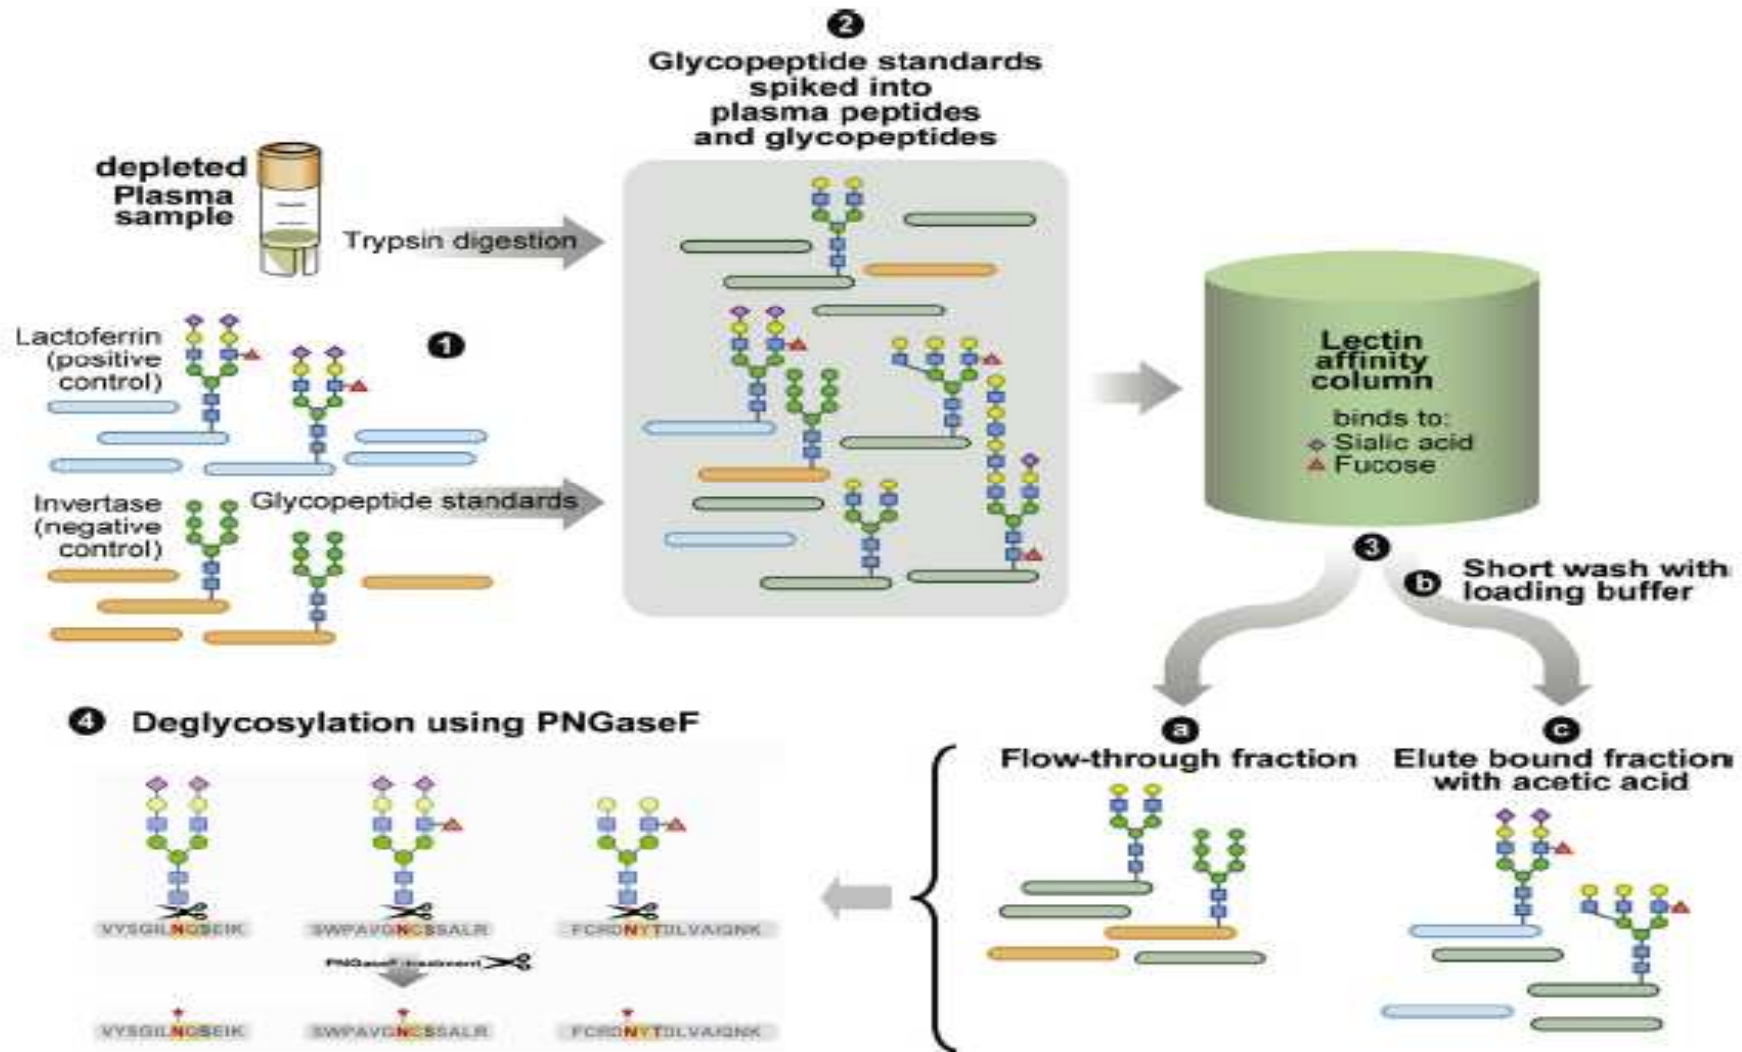 2
Glycopeptide standards
spiked into
plasma peptides
and glycopeptides
depleted
Plasma
sample
Trypsin digestion
Lactoferrin
(positive
control)
1
Invertase
(negative
control)
Glycopeptide standards
Lectin
affinity
column
binds to:
Sialic acid
Fucose
3
b
Short wash with
loading buffer
4 Deglycosylation using PNGaseF
a
Flow-through fraction
c
Elute bound fraction
with acetic acid
SWPAVGNCSSALR
FCRDNYTDLVAIQNK
PNGaseF-treatment
SWPAVGNCSSALR
FCRDNYTDLVAIQNK